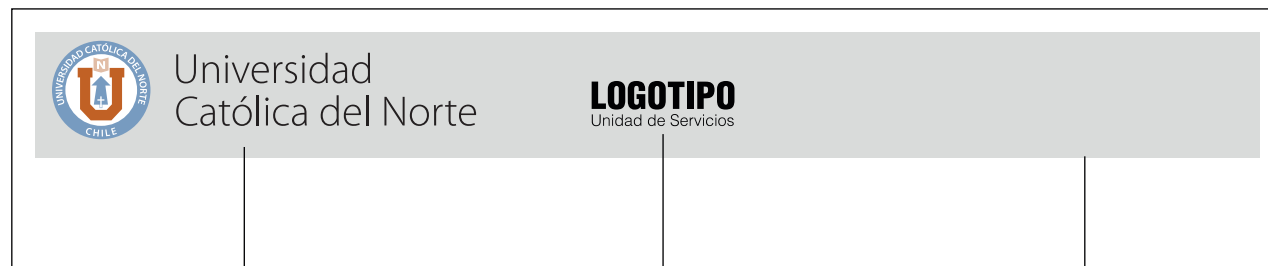 UNIVERSIDAD CATÓLICA DEL NORTE
N
U
CHILE
Universidad
Católica del Norte
LOGOTIPO
Unidad de Servicios